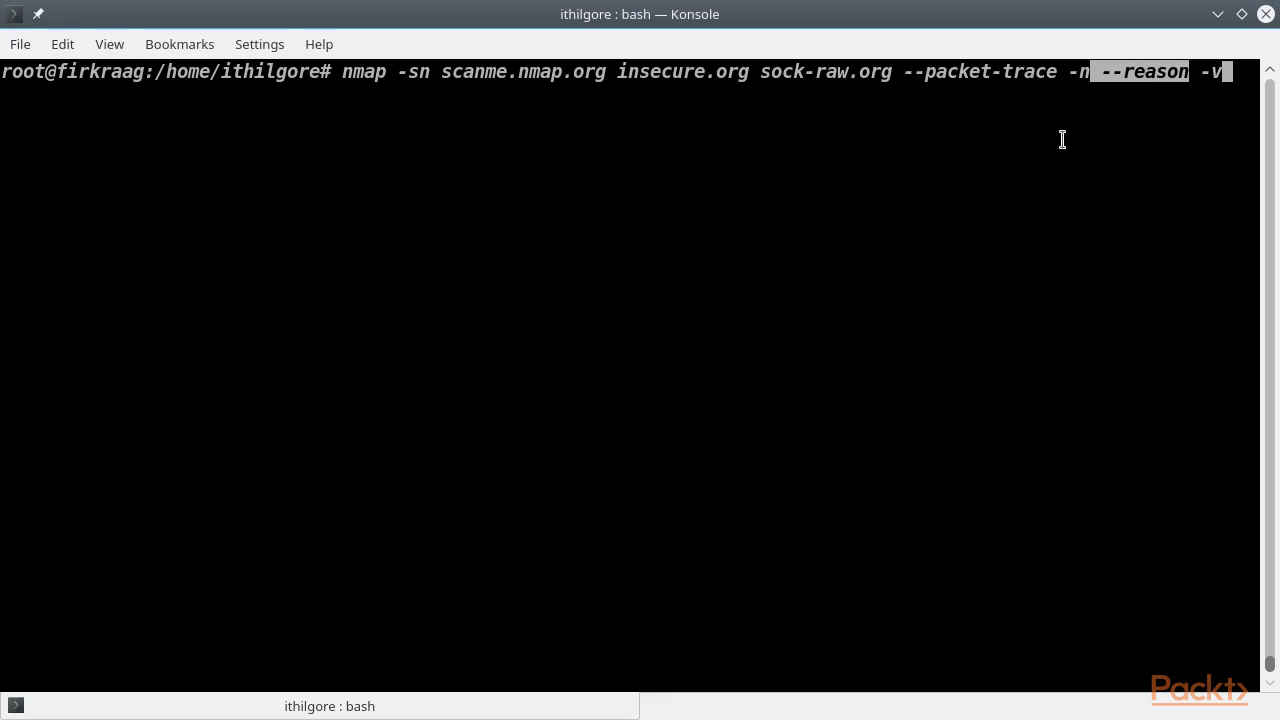 ithilgore : bash — Konsole
File Edit View Bookmarks Settings Help
root@firkraag:/home/ithilgore# nmap -sn scanme.nmap.org insecure.org sock-raw.org --packet-trace -n --reason -v
Packt>
ithilgore : bash